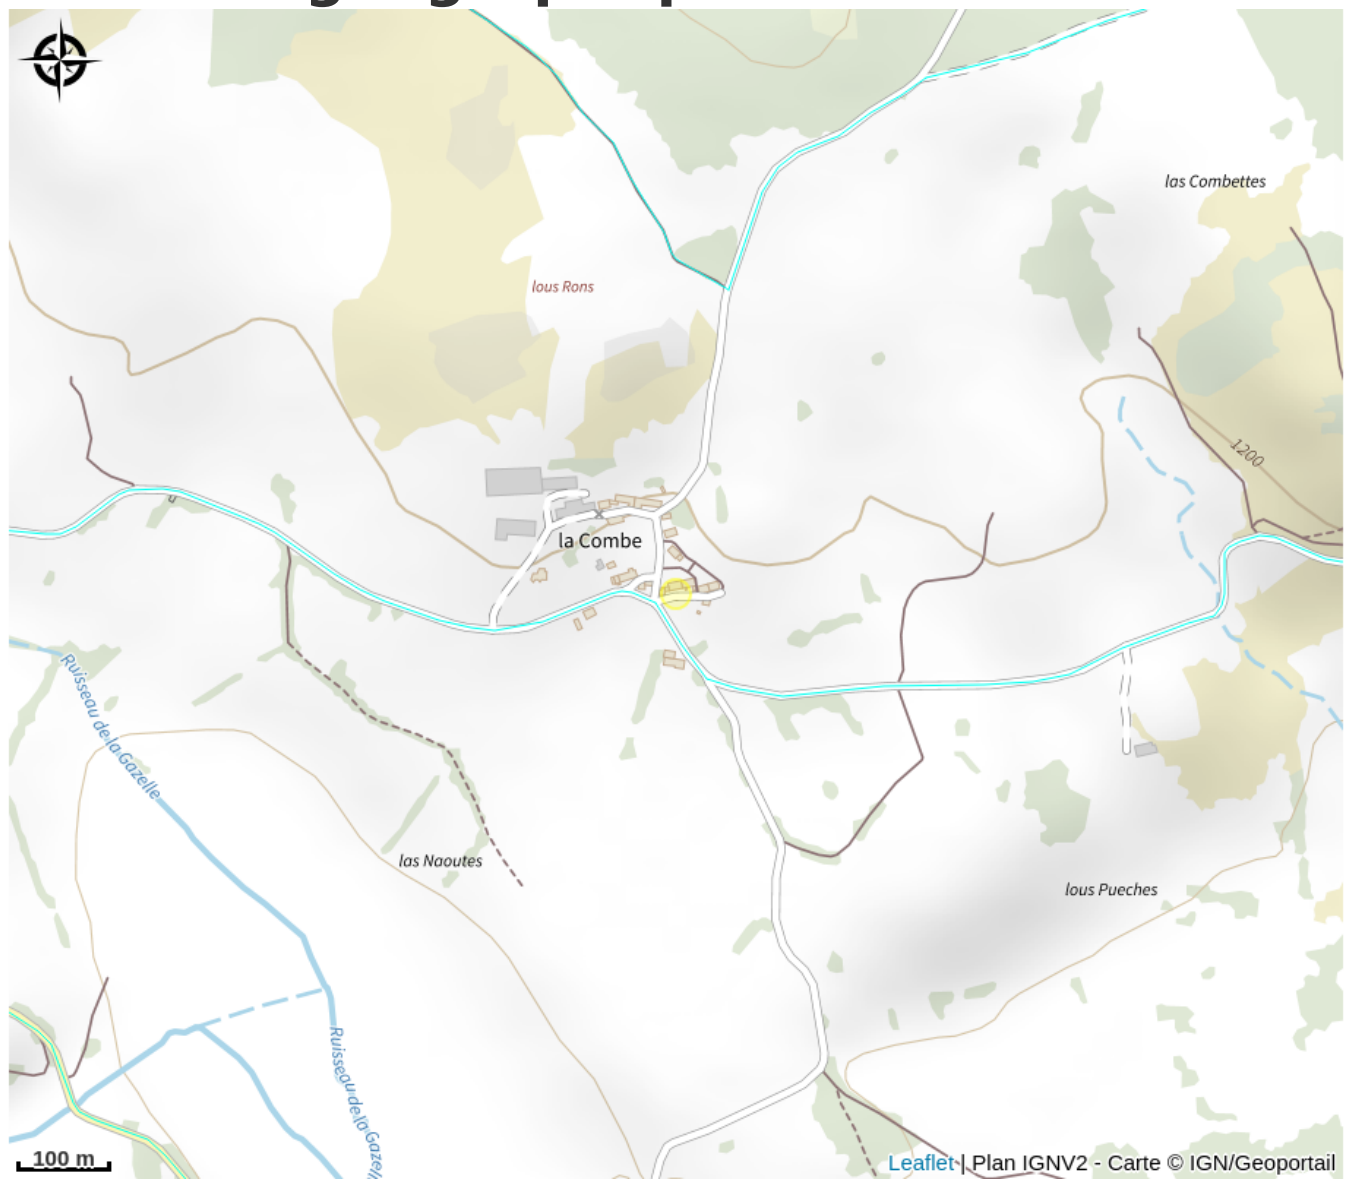 las Combettes
lous Rons
1200
la Combe
Ruisseau de la Gazelle
las Naoutes
lous Pueches
Ruisseau de la Gazelle
100 m
Leaflet | Plan IGNV2 - Carte © IGN/Geoportail